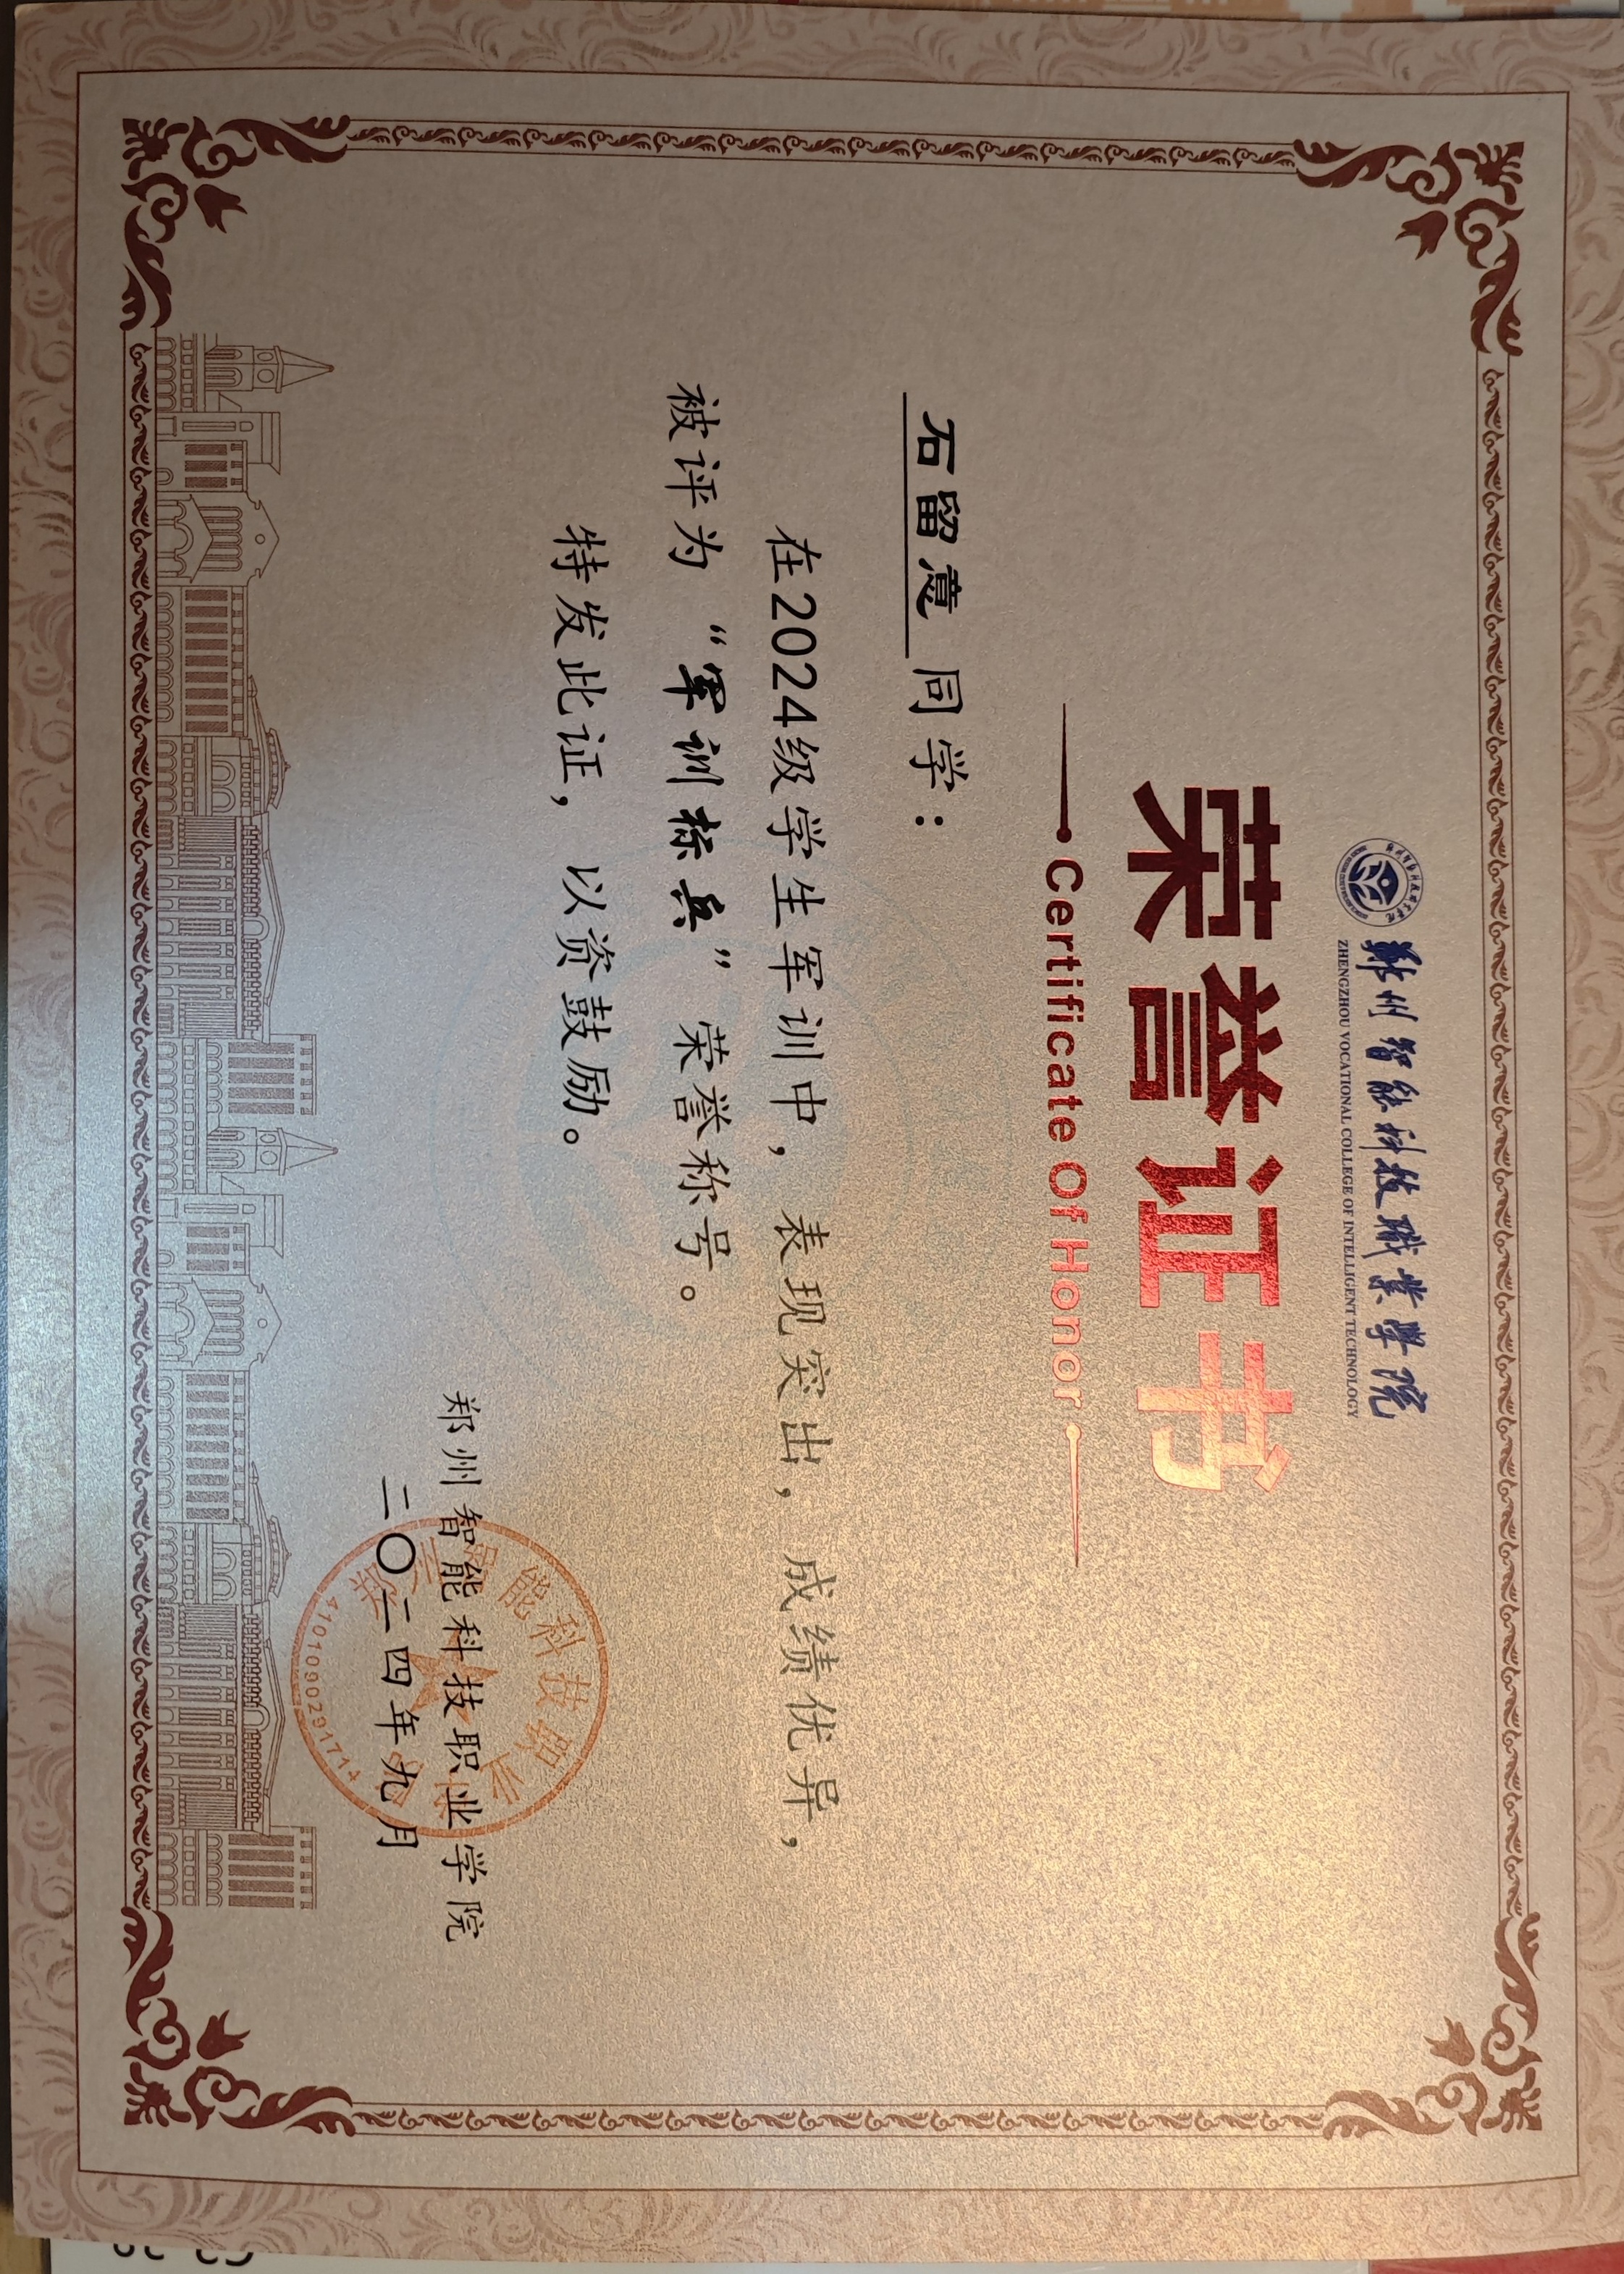 郑州智能科技职业学院
ZHENGZHOU VOCATIONAL COLLEGE OF INTELLIGENT TECHNOLOGY
荣誉证书
Certificate Of Honor
石留意 同学：
在2024级学生军训中，表现突出，成绩优异，
被评为“军训标兵”荣誉称号。
特发此证，以资鼓励。
郑州智能科技职业学院
二〇二四年九月